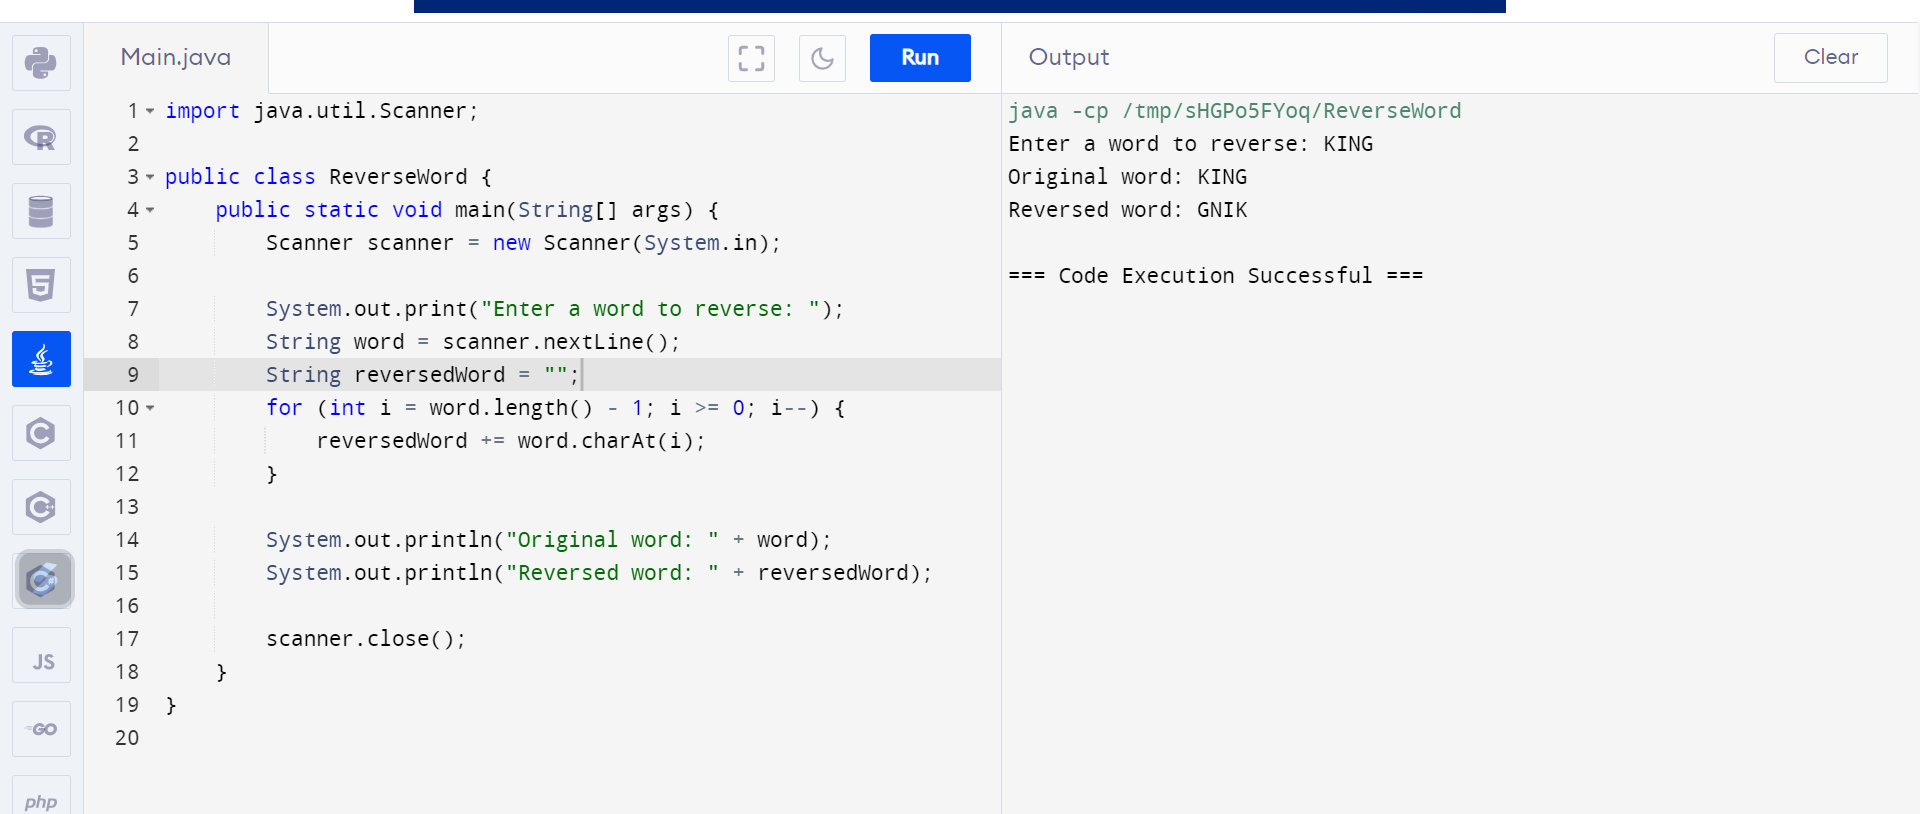 Main.java
Run
Output
Clear
1 import java.util.Scanner;
2
3 public class ReverseWord {
4     public static void main(String[] args) {
5         Scanner scanner = new Scanner(System.in);
6
7         System.out.print("Enter a word to reverse: ");
8         String word = scanner.nextLine();
9         String reversedWord = "";
10         for (int i = word.length() - 1; i >= 0; i--) {
11             reversedWord += word.charAt(i);
12         }
13
14         System.out.println("Original word: " + word);
15         System.out.println("Reversed word: " + reversedWord);
16
17         scanner.close();
18     }
19 }
20
java -cp /tmp/sHGPo5FYoq/ReverseWord
Enter a word to reverse: KING
Original word: KING
Reversed word: GNIK
=== Code Execution Successful ===
R
5
C
C++
C#
JS
GO
php